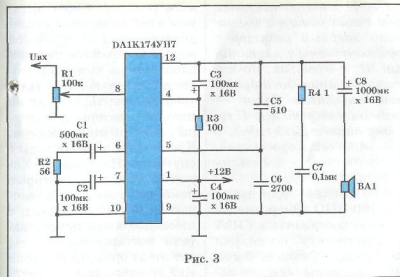 DA1K174УП7
Uвх
R1
100к
8
12
C3
100мк
х 16В
4
R3
100
C5
510
R4 1
C8
1000мк
х 16В
C1
500мк
х 16В
6
5
R2
56
7
1
+12В
C2
100мк
х 16В
C4
100мк
х 16В
C6
2700
C7
0,1мк
BA1
10
9
Рис. 3